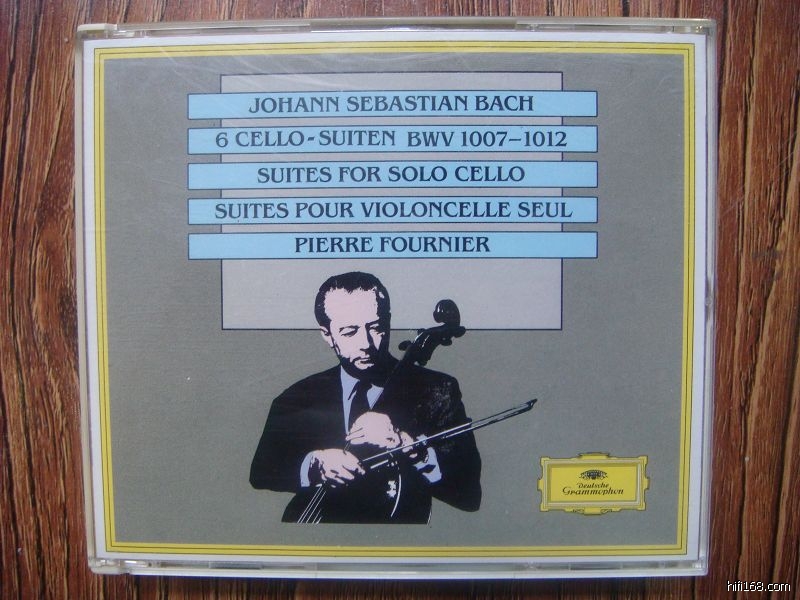 JOHANN SEBASTIAN BACH
6 CELLO-SUITEN BWV 1007–1012
SUITES FOR SOLO CELLO
SUITES POUR VIOLONCELLE SEUL
PIERRE FOURNIER
Deutsche
Grammophon
hifi168.com